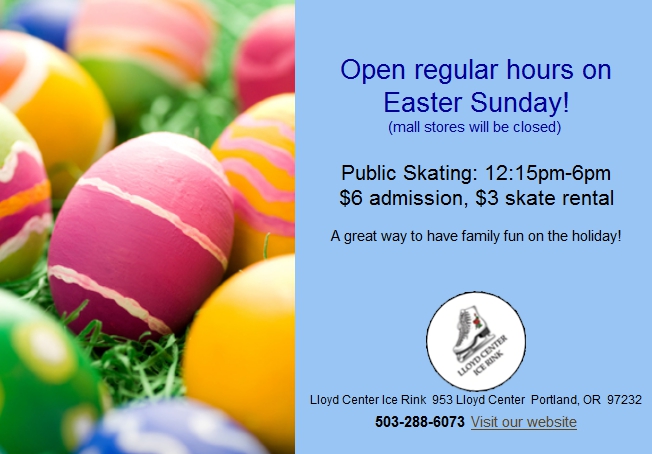 Open regular hours on
Easter Sunday!
(mall stores will be closed)
Public Skating: 12:15pm-6pm
$6 admission, $3 skate rental
A great way to have family fun on the holiday!
LLOYD CENTER
ICE RINK
Lloyd Center Ice Rink 953 Lloyd Center Portland, OR 97232
503-288-6073 Visit our website